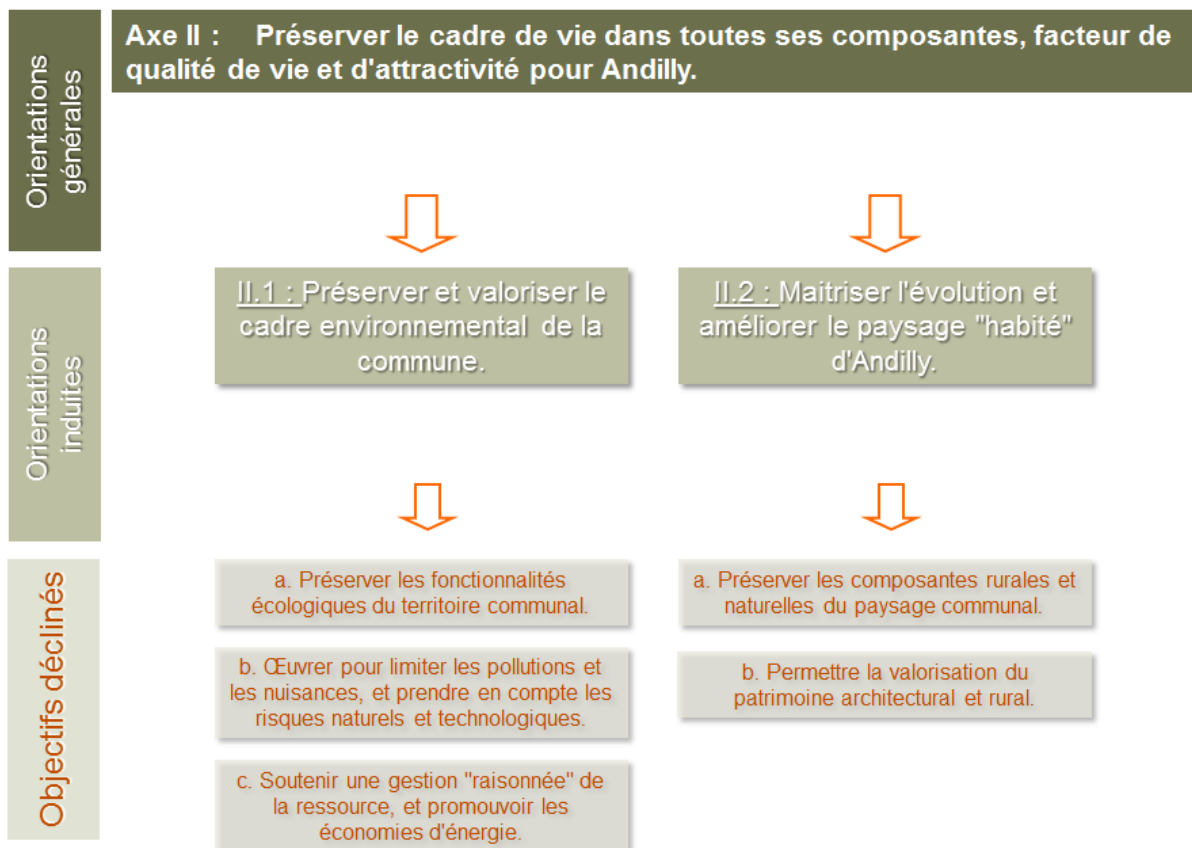 Orientations
générales
Axe II : Préserver le cadre de vie dans toutes ses composantes, facteur de
qualité de vie et d'attractivité pour Andilly.
Orientations
induites
II.1 : Préserver et valoriser le
cadre environnemental de la
commune.
II.2 : Maitriser l'évolution et
améliorer le paysage "habité"
d'Andilly.
Objectifs déclinés
a. Préserver les fonctionnalités
écologiques du territoire communal.
b. Œuvrer pour limiter les pollutions et
les nuisances, et prendre en compte les
risques naturels et technologiques.
c. Soutenir une gestion "raisonnée" de
la ressource, et promouvoir les
économies d'énergie.
a. Préserver les composantes rurales et
naturelles du paysage communal.
b. Permettre la valorisation du
patrimoine architectural et rural.